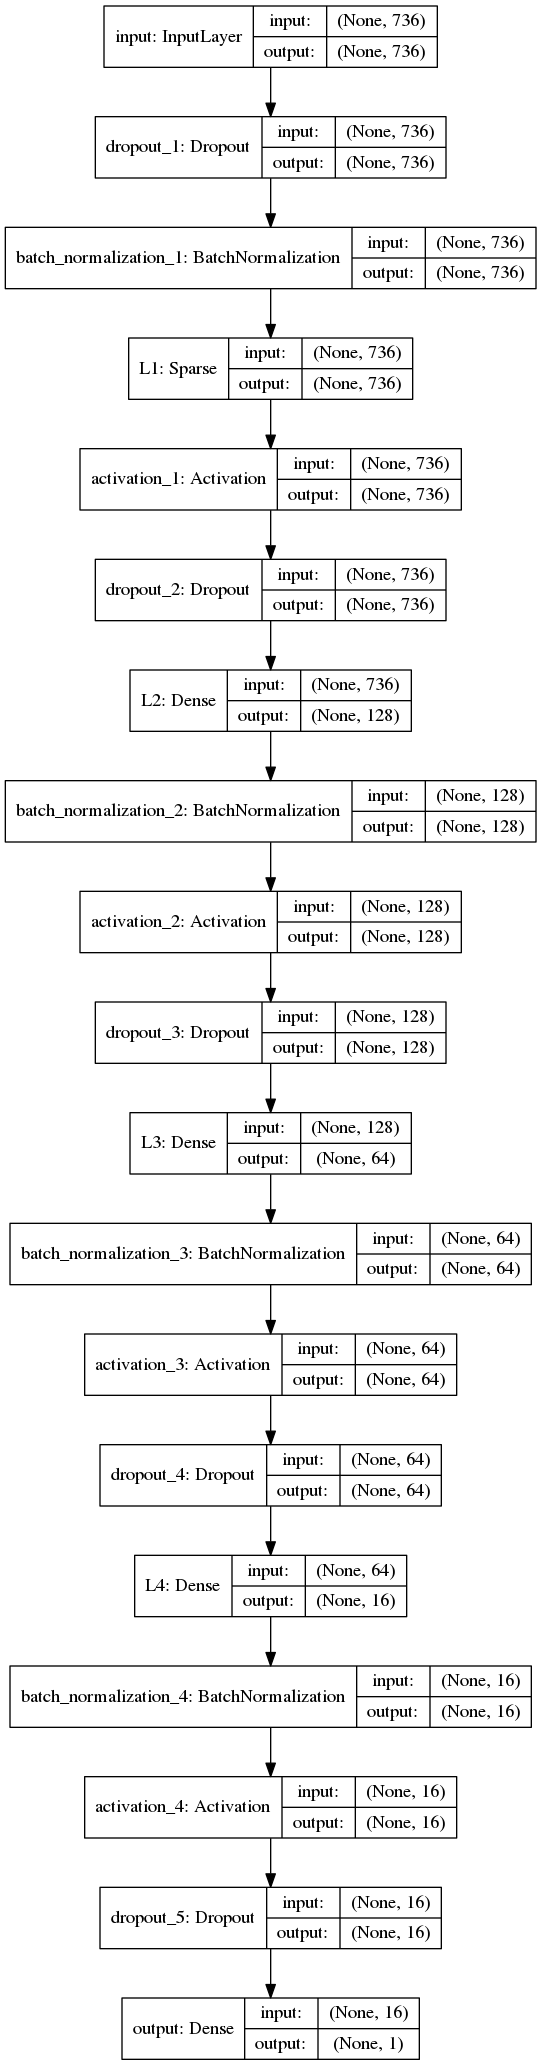 input: InputLayer
input: (None, 736)
output: (None, 736)
dropout_1: Dropout
input: (None, 736)
output: (None, 736)
batch_normalization_1: BatchNormalization
input: (None, 736)
output: (None, 736)
L1: Sparse
input: (None, 736)
output: (None, 736)
activation_1: Activation
input: (None, 736)
output: (None, 736)
dropout_2: Dropout
input: (None, 736)
output: (None, 736)
L2: Dense
input: (None, 736)
output: (None, 128)
batch_normalization_2: BatchNormalization
input: (None, 128)
output: (None, 128)
activation_2: Activation
input: (None, 128)
output: (None, 128)
dropout_3: Dropout
input: (None, 128)
output: (None, 128)
L3: Dense
input: (None, 128)
output: (None, 64)
batch_normalization_3: BatchNormalization
input: (None, 64)
output: (None, 64)
activation_3: Activation
input: (None, 64)
output: (None, 64)
dropout_4: Dropout
input: (None, 64)
output: (None, 64)
L4: Dense
input: (None, 64)
output: (None, 16)
batch_normalization_4: BatchNormalization
input: (None, 16)
output: (None, 16)
activation_4: Activation
input: (None, 16)
output: (None, 16)
dropout_5: Dropout
input: (None, 16)
output: (None, 16)
output: Dense
input: (None, 16)
output: (None, 1)